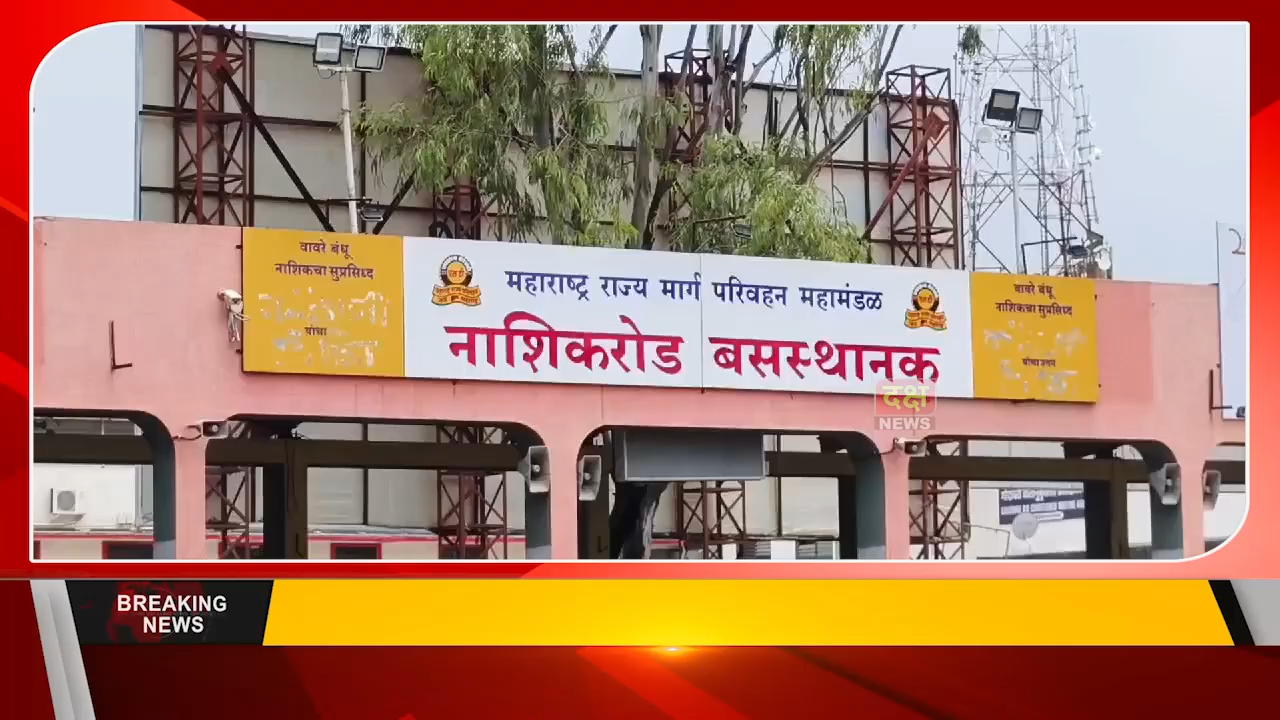 वावरे बंधू
नाशिकचा सुप्रसिध्द
यांचा
महाराष्ट्र राज्य मार्ग परिवहन महामंडळ
नाशिकरोड बसस्थानक
वावरे बंधू
नाशिकचा सुप्रसिध्द
दक्ष
NEWS
BREAKING
NEWS